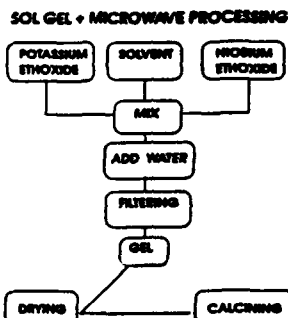 SOL GEL + MICROWAVE PROCESSING
POTASSIUM
ETHOXIDE
SOLVENT
NIOBIUM
ETHOXIDE
MIX
ADD WATER
FILTERING
GEL
DRYING
CALCINING